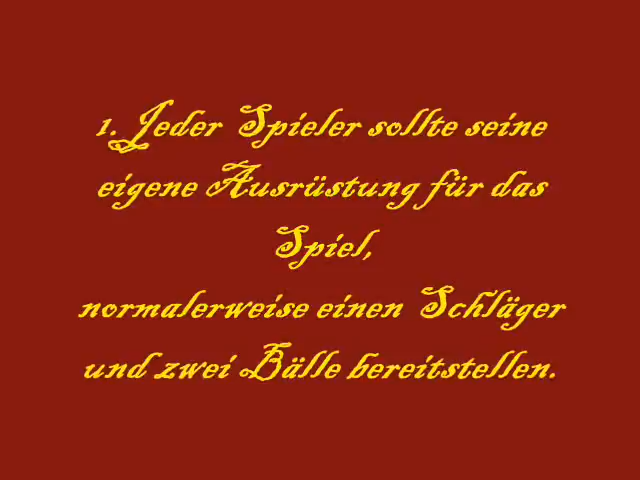 1. Jeder Spieler sollte seine
eigene Ausrüstung für das
Spiel,
normalerweise einen Schläger
und zwei Bälle bereitstellen.